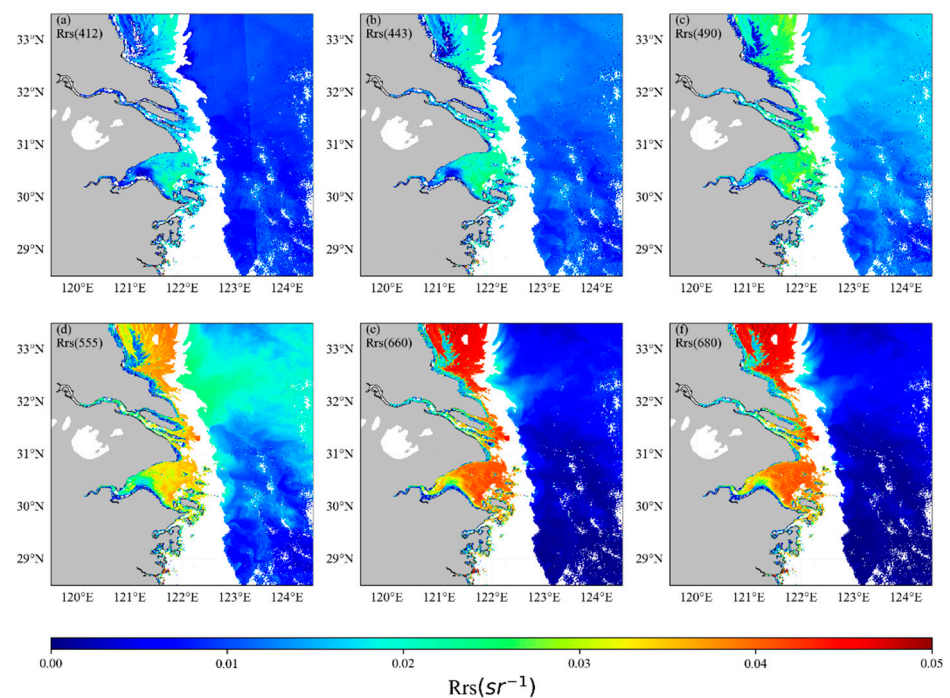 (a) (b) (c)
33°N Rrs(412) 33°N Rrs(443) 33°N Rrs(490)
32°N 32°N 32°N
31°N 31°N 31°N
30°N 30°N 30°N
29°N 29°N 29°N
120°E 121°E 122°E 123°E 124°E 120°E 121°E 122°E 123°E 124°E 120°E 121°E 122°E 123°E 124°E
(d) (e) (f)
33°N Rrs(555) 33°N Rrs(660) 33°N Rrs(680)
32°N 32°N 32°N
31°N 31°N 31°N
30°N 30°N 30°N
29°N 29°N 29°N
120°E 121°E 122°E 123°E 124°E 120°E 121°E 122°E 123°E 124°E 120°E 121°E 122°E 123°E 124°E
0.00 0.01 0.02 0.03 0.04 0.05
Rrs(sr⁻¹)